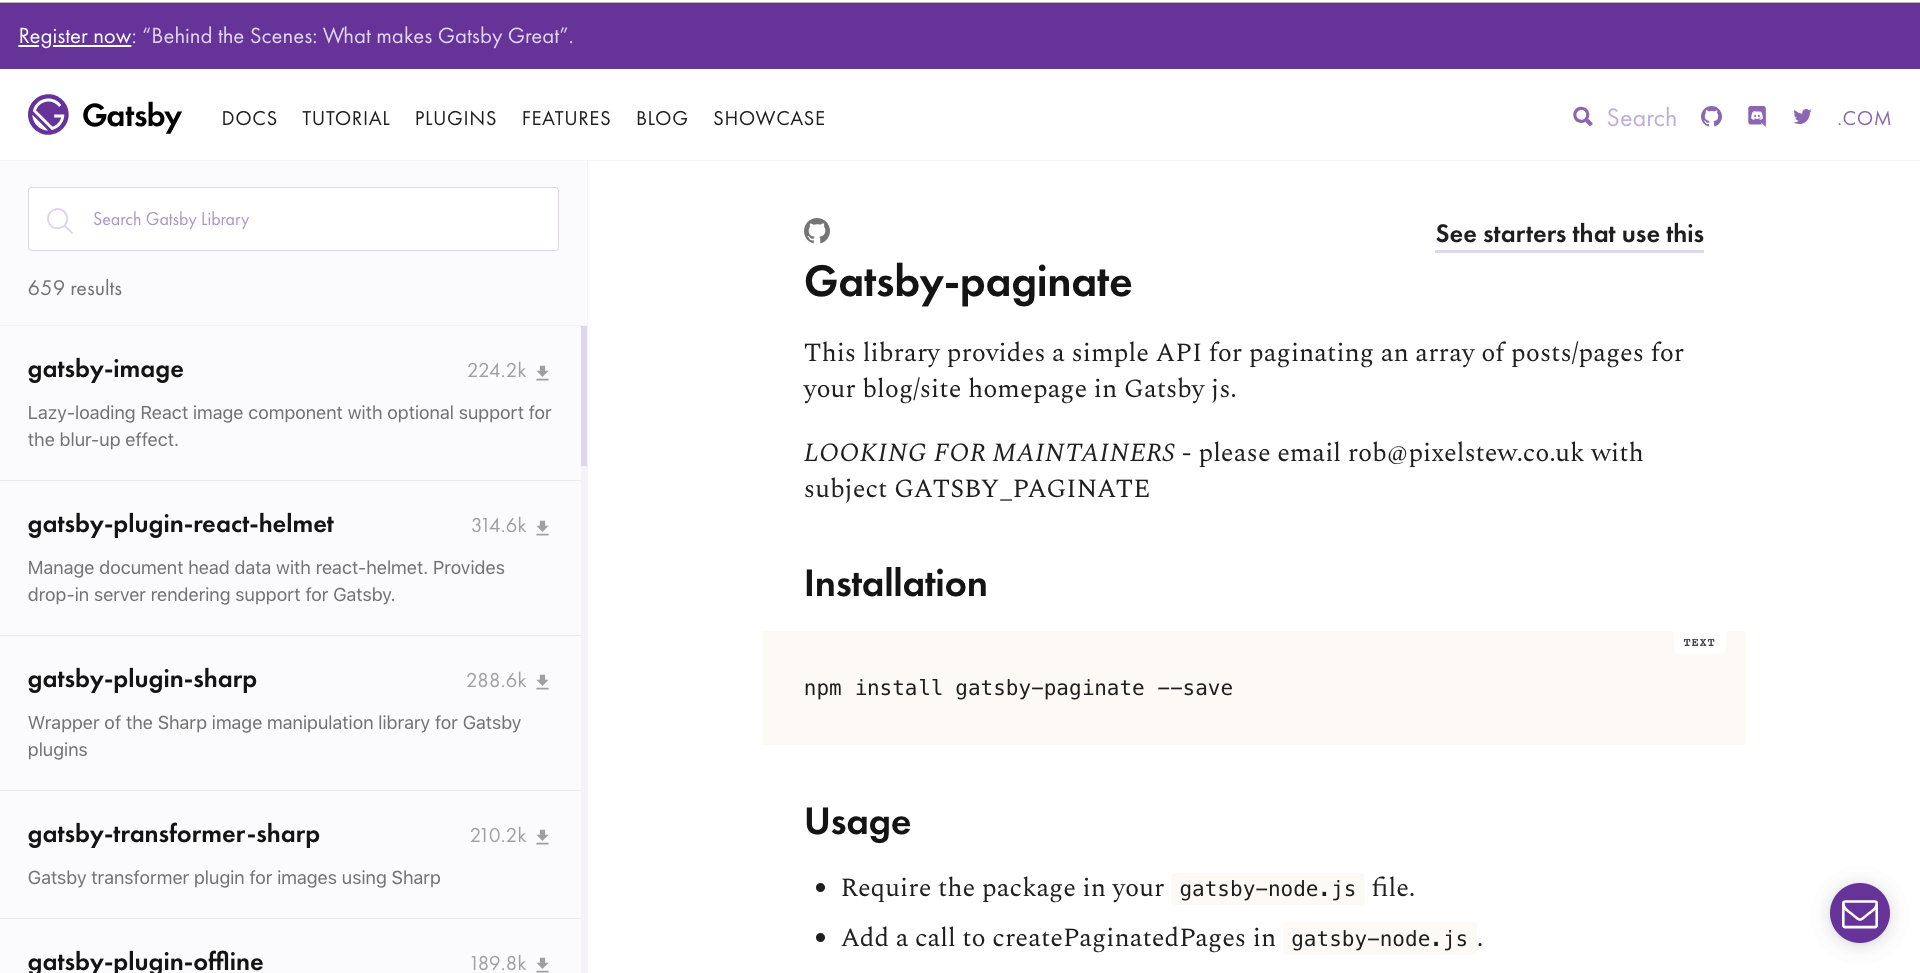 Register now: “Behind the Scenes: What makes Gatsby Great”.
Gatsby DOCS TUTORIAL PLUGINS FEATURES BLOG SHOWCASE Search .COM
Search Gatsby Library
659 results
gatsby-image 224.2k
Lazy-loading React image component with optional support for
the blur-up effect.
gatsby-plugin-react-helmet 314.6k
Manage document head data with react-helmet. Provides
drop-in server rendering support for Gatsby.
gatsby-plugin-sharp 288.6k
Wrapper of the Sharp image manipulation library for Gatsby
plugins
gatsby-transformer-sharp 210.2k
Gatsby transformer plugin for images using Sharp
gatsby-plugin-offline 189.8k
See starters that use this
Gatsby-paginate
This library provides a simple API for paginating an array of posts/pages for
your blog/site homepage in Gatsby js.
LOOKING FOR MAINTAINERS - please email rob@pixelstew.co.uk with
subject GATSBY_PAGINATE
Installation
TEXT
npm install gatsby-paginate --save
Usage
• Require the package in your gatsby-node.js file.
• Add a call to createPaginatedPages in gatsby-node.js.